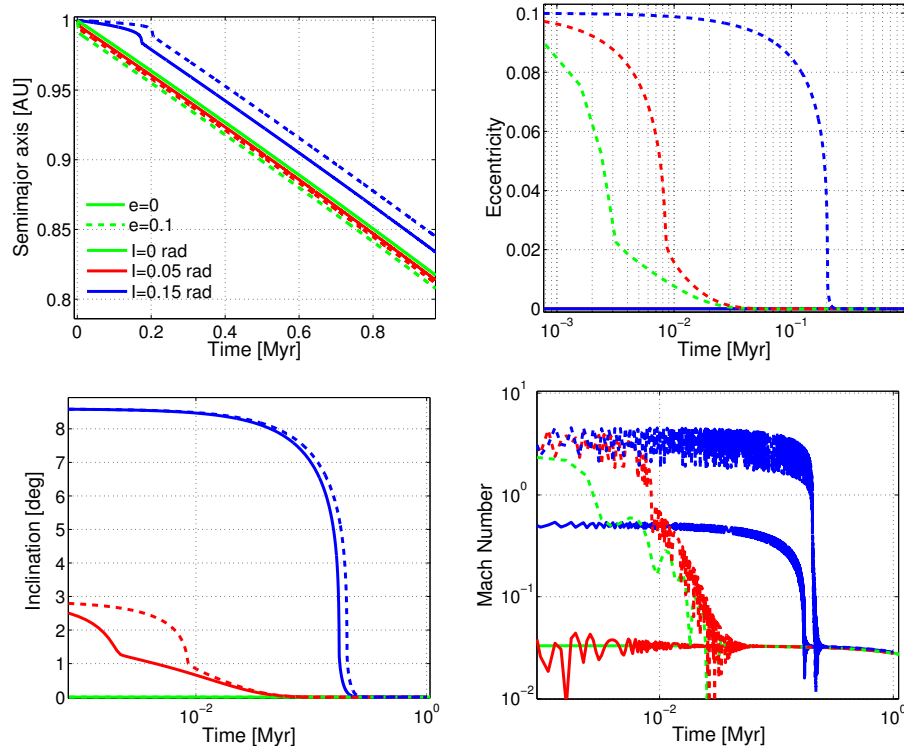 Semimajor axis [AU]
1
0.95
0.9
0.85
0.8
e=0
e=0.1
I=0 rad
I=0.05 rad
I=0.15 rad
0 0.2 0.4 0.6 0.8
Time [Myr]
Eccentricity
0.1
0.08
0.06
0.04
0.02
0
10⁻³ 10⁻² 10⁻¹
Time [Myr]
Inclination [deg]
8
7
6
5
4
3
2
1
0
10⁻² 10⁰
Time [Myr]
Mach Number
10¹
10⁰
10⁻¹
10⁻²
10⁻² 10⁰
Time [Myr]